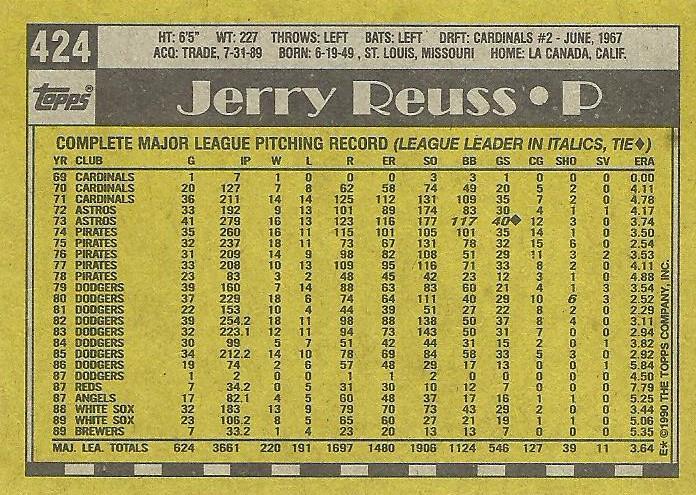 424
HT: 6'5" WT: 227 THROWS: LEFT BATS: LEFT DRFT: CARDINALS #2 - JUNE, 1967
ACQ: TRADE, 7-31-89 BORN: 6-19-49 , ST. LOUIS, MISSOURI HOME: LA CANADA, CALIF.
TOPPS®
Jerry Reuss • P
COMPLETE MAJOR LEAGUE PITCHING RECORD (LEAGUE LEADER IN ITALICS, TIE♦)
YR CLUB G IP W L R ER SO BB GS CG SHO SV ERA
69 CARDINALS 1 7 1 0 0 0 3 3 1 0 0 0 0.00
70 CARDINALS 20 127 7 8 62 58 74 49 20 5 2 0 4.11
71 CARDINALS 36 211 14 14 125 112 131 109 35 7 2 0 4.78
72 ASTROS 33 192 9 13 101 89 174 83 30 4 1 1 4.17
73 ASTROS 41 279 16 13 123 116 177 117 40♦ 12 3 0 3.74
74 PIRATES 35 260 16 11 115 101 105 101 35 14 1 0 3.50
75 PIRATES 32 237 18 11 73 67 131 78 32 15 6 0 2.54
76 PIRATES 31 209 14 9 98 82 108 51 29 11 3 2 3.53
77 PIRATES 33 208 10 13 109 95 116 71 33 8 2 0 4.11
78 PIRATES 23 83 3 2 48 45 42 23 12 3 1 0 4.88
79 DODGERS 39 160 7 14 88 63 83 60 21 4 1 3 3.54
80 DODGERS 37 229 18 6 74 64 111 40 29 10 6 3 2.52
81 DODGERS 22 153 10 4 44 39 51 27 22 8 2 0 2.29
82 DODGERS 39 254.2 18 11 98 88 138 50 37 8 4 0 3.11
83 DODGERS 32 223.1 12 11 94 73 143 50 31 7 0 0 2.94
84 DODGERS 30 99 5 7 51 42 44 31 15 2 0 1 3.82
85 DODGERS 34 212.2 14 10 78 69 84 58 33 5 3 0 2.92
86 DODGERS 19 74 2 6 57 48 29 17 13 0 0 1 5.84
87 DODGERS 1 2 0 0 1 1 2 0 0 0 0 0 4.50
87 REDS 7 34.2 0 5 31 30 10 12 7 0 0 0 7.79
87 ANGELS 17 82.1 4 5 60 48 37 17 16 1 1 0 5.25
88 WHITE SOX 32 183 13 9 79 70 73 43 29 2 0 0 3.44
89 WHITE SOX 23 106.2 8 5 65 60 27 21 19 1 1 0 5.06
89 BREWERS 7 33.2 1 4 23 20 13 13 7 0 0 0 5.35
MAJ. LEA. TOTALS 624 3661 220 191 1697 1480 1906 1124 546 127 39 11 3.64
E* ©1990 THE TOPPS COMPANY, INC.